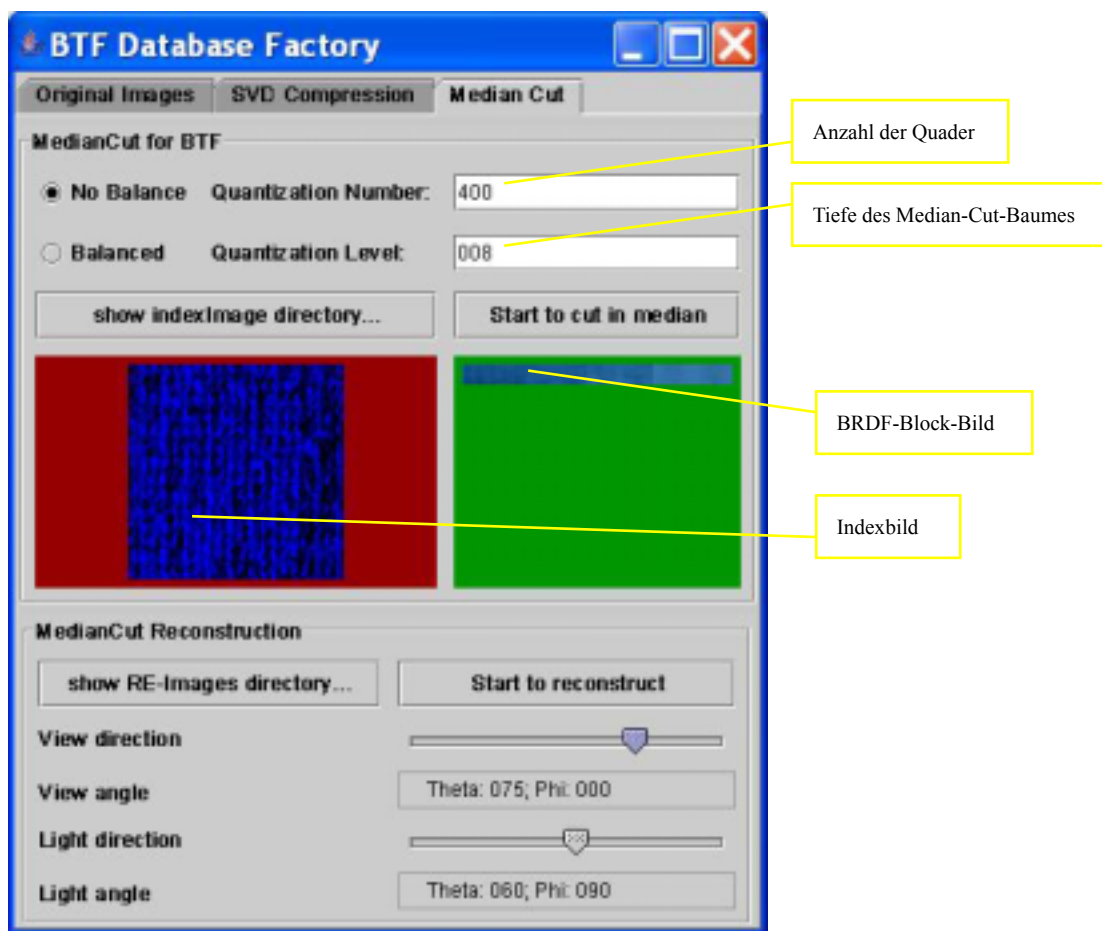 BTF Database Factory
Original Images SVD Compression Median Cut
MedianCut for BTF
No Balance Quantization Number: 400
Balanced Quantization Level: 008
show indexImage directory... Start to cut in median
MedianCut Reconstruction
show RE-Images directory... Start to reconstruct
View direction
View angle Theta: 075; Phi: 000
Light direction
Light angle Theta: 060; Phi: 090
Anzahl der Quader
Tiefe des Median-Cut-Baumes
BRDF-Block-Bild
Indexbild